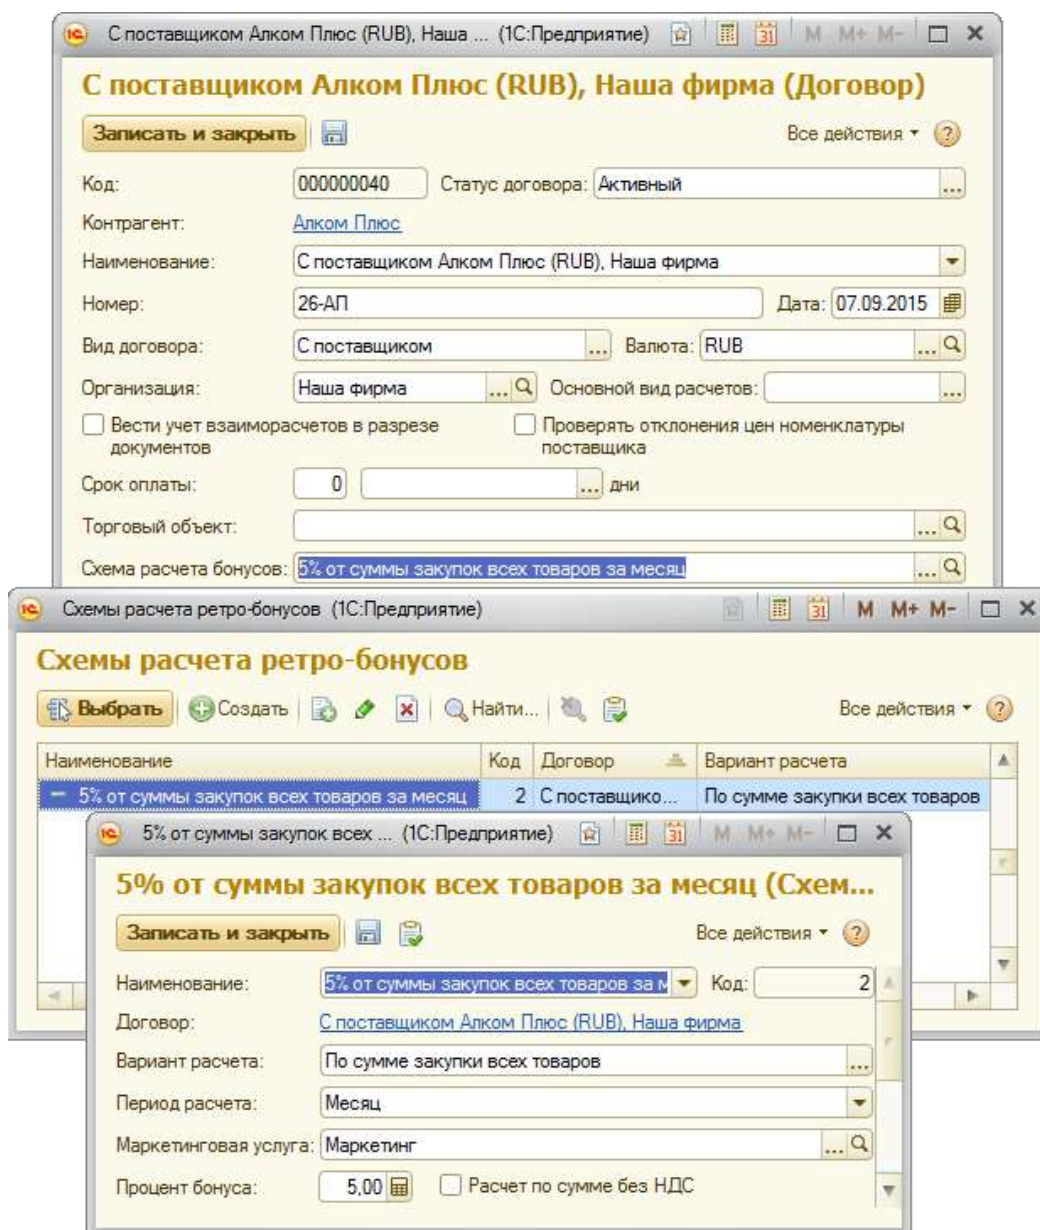 С поставщиком Алком Плюс (RUB), Наша ... (1С:Предприятие) 31 M M+ M-
С поставщиком Алком Плюс (RUB), Наша фирма (Договор)
Записать и закрыть Все действия ?
Код: 000000040 Статус договора: Активный ...
Контрагент: Алком Плюс
Наименование: С поставщиком Алком Плюс (RUB), Наша фирма
Номер: 26-АП Дата: 07.09.2015
Вид договора: С поставщиком ... Валюта: RUB ...
Организация: Наша фирма ... Основной вид расчетов: ...
Вести учет взаиморасчетов в разрезе документов Проверять отклонения цен номенклатуры поставщика
Срок оплаты: 0 ... дни
Торговый объект: ...
Схема расчета бонусов: 5% от суммы закупок всех товаров за месяц ...
Схемы расчета ретро-бонусов (1С:Предприятие) 31 M M+ M-
Схемы расчета ретро-бонусов
Выбрать Создать Найти... Все действия ?
Наименование Код Договор Вариант расчета
5% от суммы закупок всех товаров за месяц 2 С поставщико... По сумме закупки всех товаров
5% от суммы закупок всех ... (1С:Предприятие) 31 M M+ M-
5% от суммы закупок всех товаров за месяц (Схем...
Записать и закрыть Все действия ?
Наименование: 5% от суммы закупок всех товаров за м Код: 2
Договор: С поставщиком Алком Плюс (RUB), Наша фирма
Вариант расчета: По сумме закупки всех товаров ...
Период расчета: Месяц
Маркетинговая услуга: Маркетинг ...
Процент бонуса: 5,00 Расчет по сумме без НДС